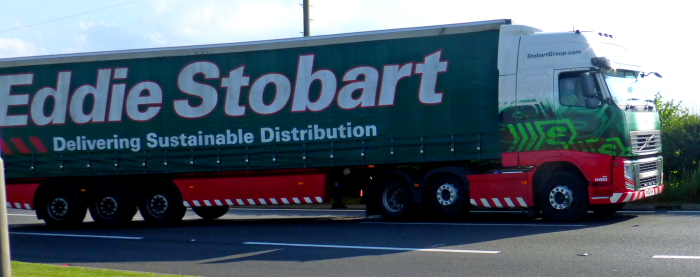 Eddie Stobart
Delivering Sustainable Distribution
StobartGroup.com